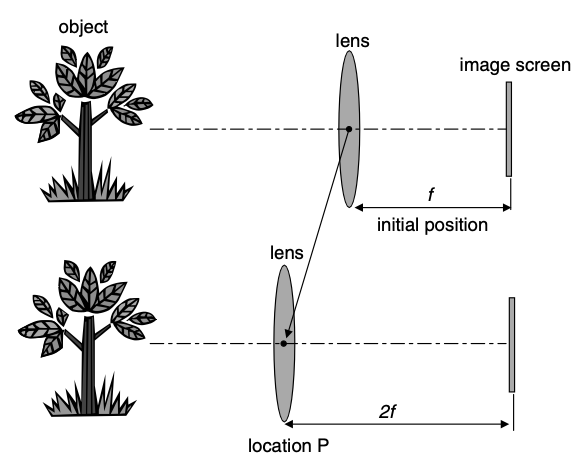 object
lens
image screen
f
initial position
lens
2f
location P